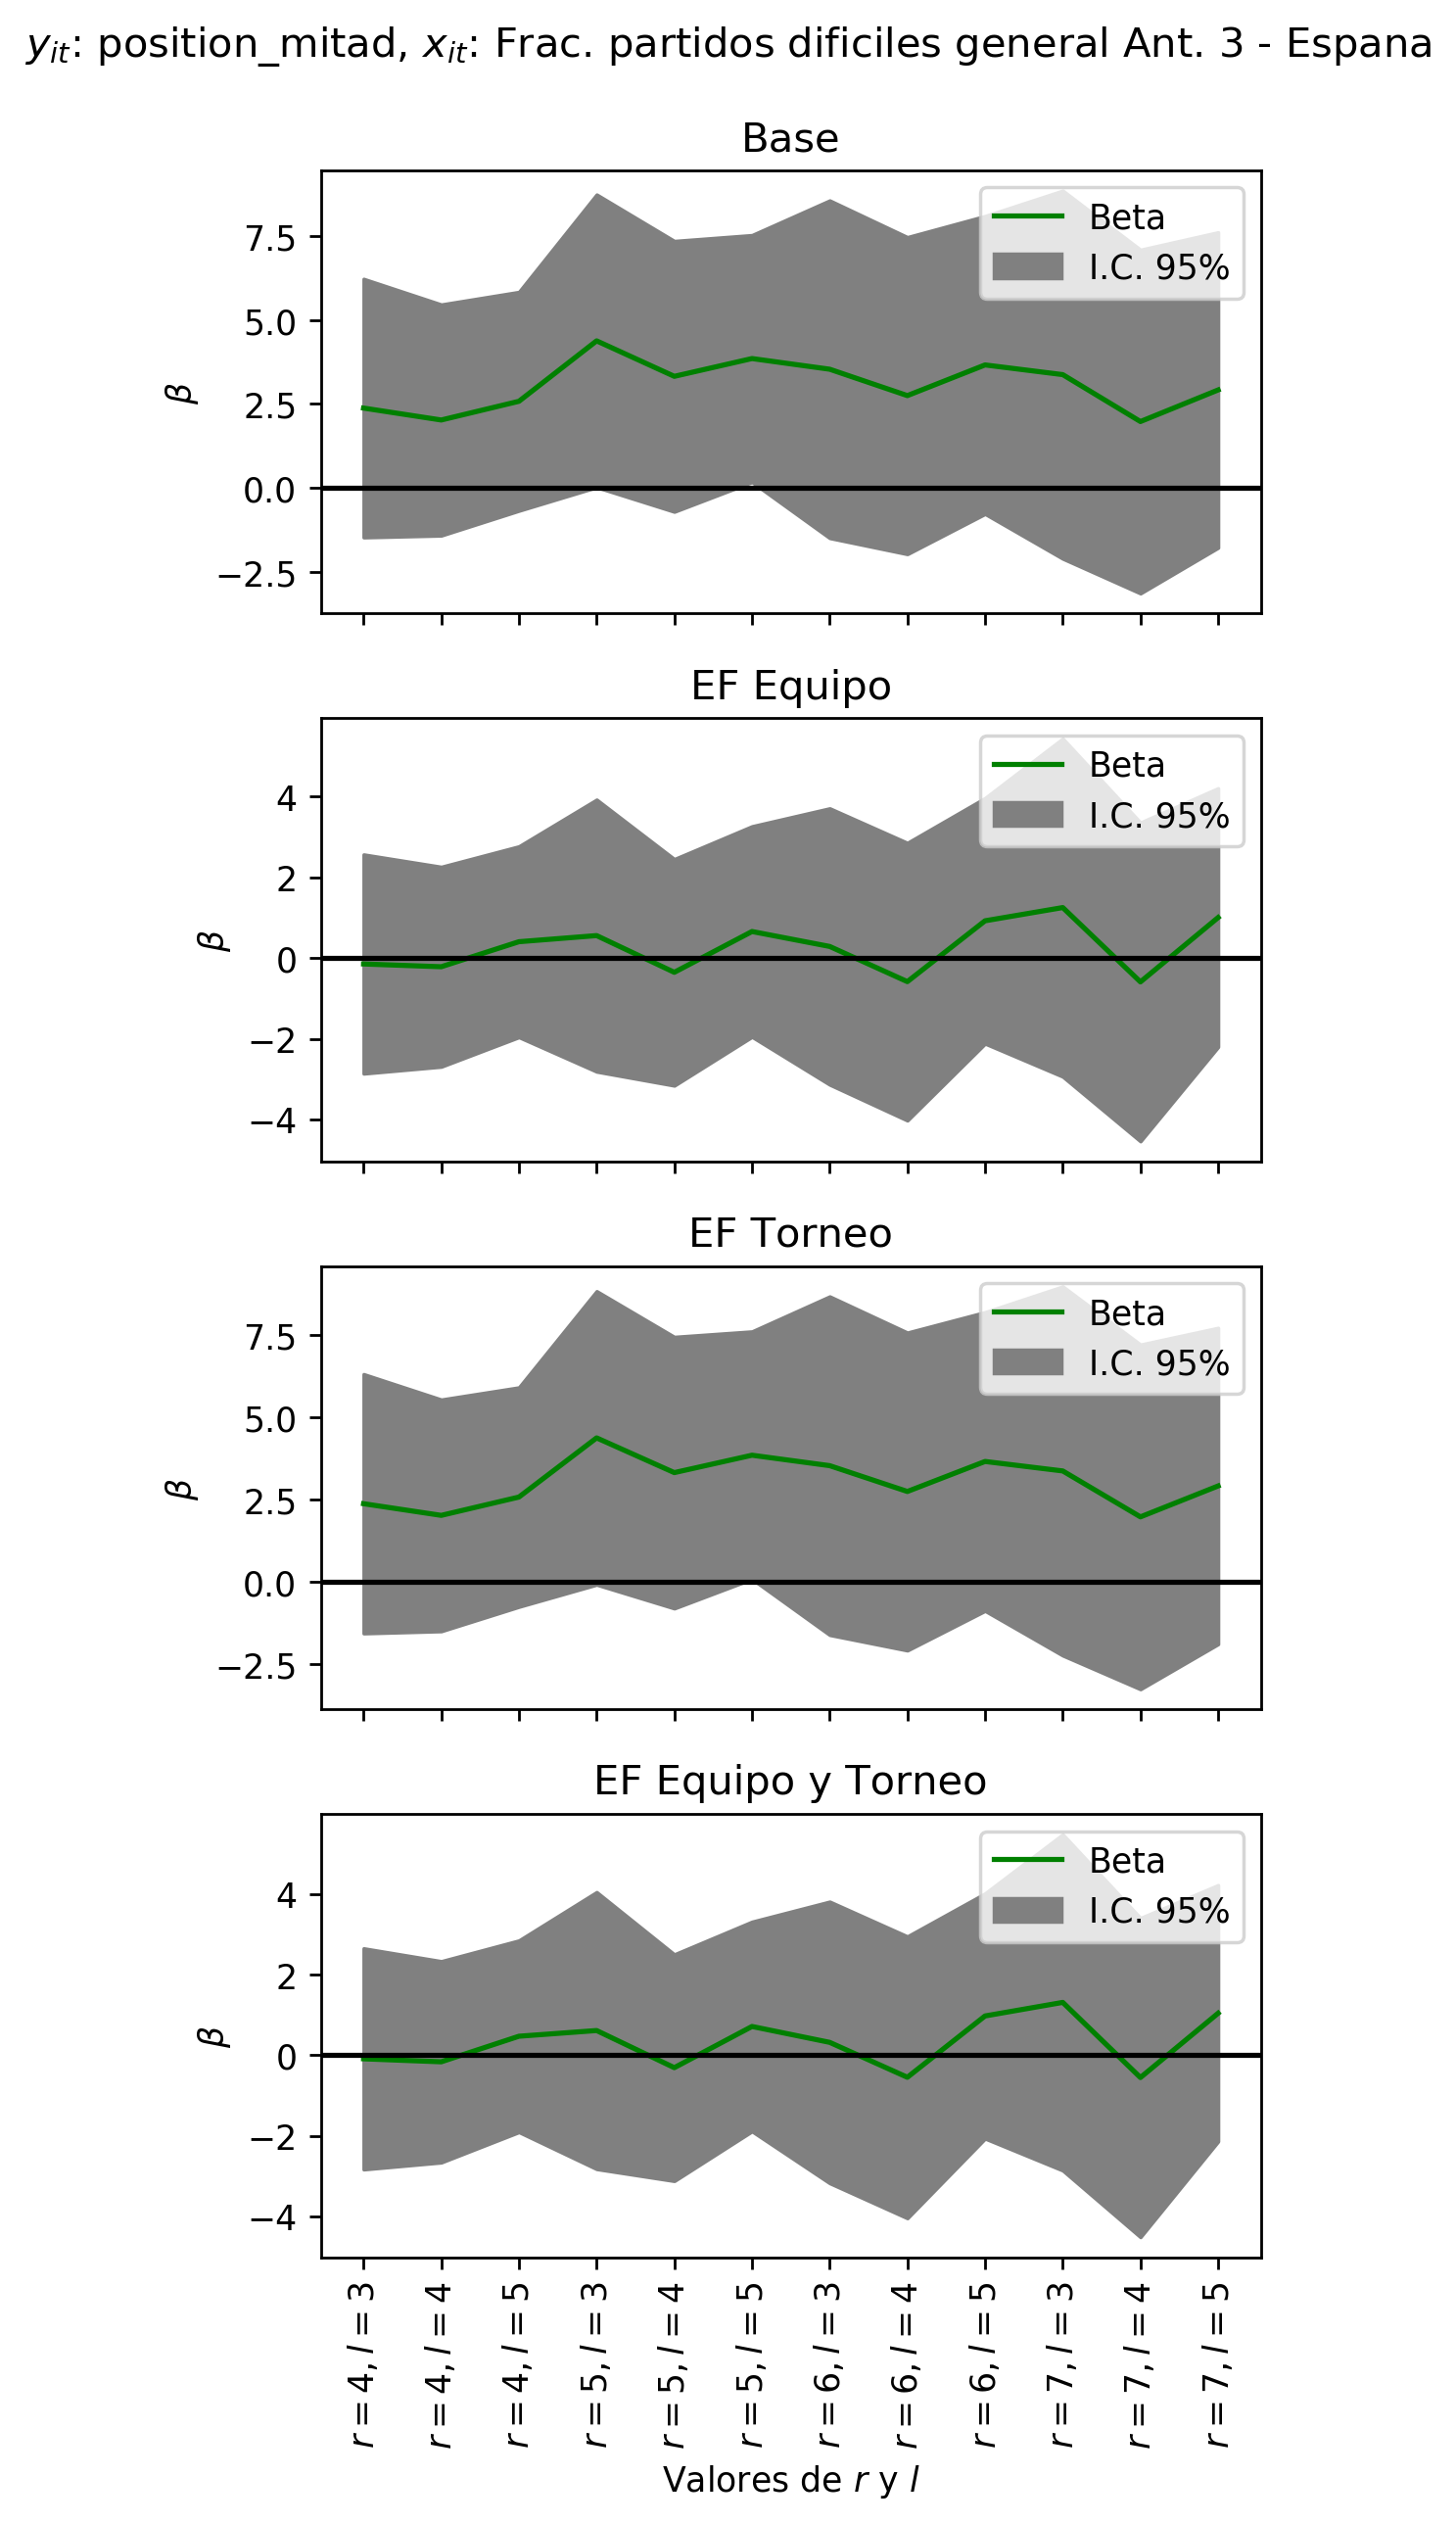 y_it: position_mitad, x_it: Frac. partidos dificiles general Ant. 3 - Espana
Base
Beta
I.C. 95%
7.5
5.0
2.5
0.0
−2.5
β
EF Equipo
Beta
I.C. 95%
4
2
0
−2
−4
β
EF Torneo
Beta
I.C. 95%
7.5
5.0
2.5
0.0
−2.5
β
EF Equipo y Torneo
Beta
I.C. 95%
4
2
0
−2
−4
β
r = 4, l = 3
r = 4, l = 4
r = 4, l = 5
r = 5, l = 3
r = 5, l = 4
r = 5, l = 5
r = 6, l = 3
r = 6, l = 4
r = 6, l = 5
r = 7, l = 3
r = 7, l = 4
r = 7, l = 5
Valores de r y l